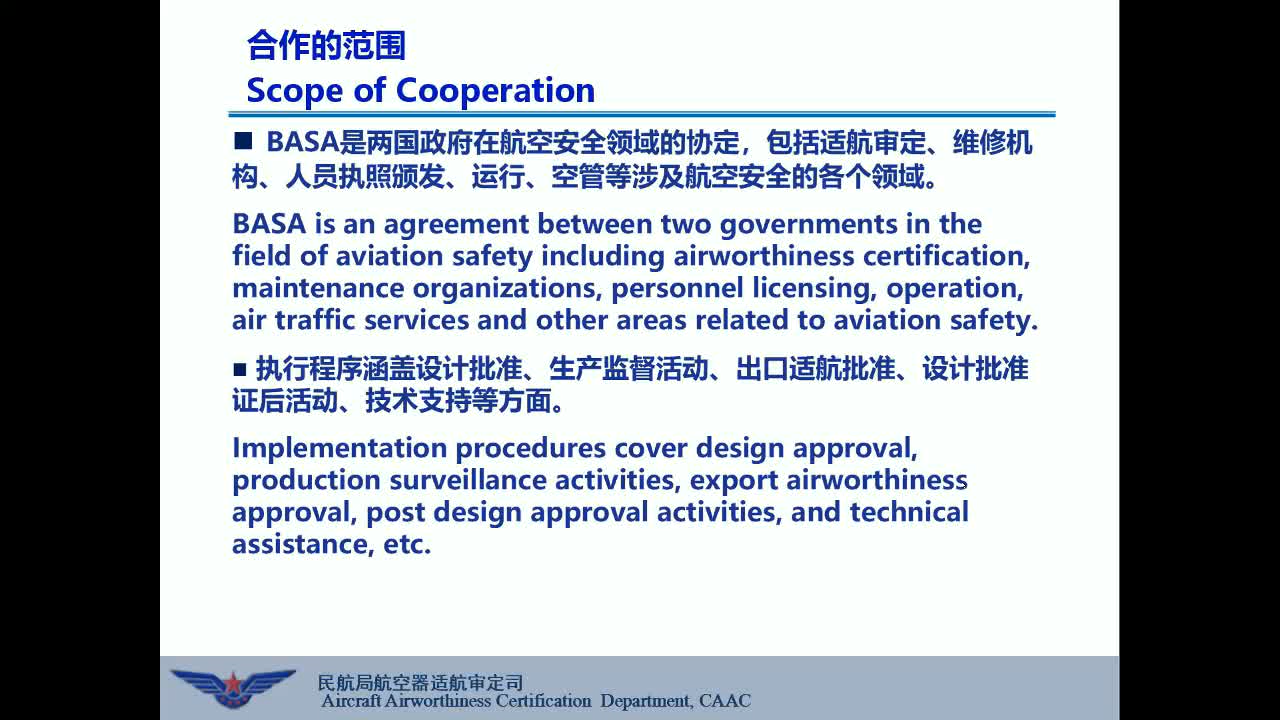 合作的范围
Scope of Cooperation
■ BASA是两国政府在航空安全领域的协定，包括适航审定、维修机
构、人员执照颁发、运行、空管等涉及航空安全的各个领域。
BASA is an agreement between two governments in the
field of aviation safety including airworthiness certification,
maintenance organizations, personnel licensing, operation,
air traffic services and other areas related to aviation safety.
■ 执行程序涵盖设计批准、生产监督活动、出口适航批准、设计批准
证后活动、技术支持等方面。
Implementation procedures cover design approval,
production surveillance activities, export airworthiness
approval, post design approval activities, and technical
assistance, etc.
民航局航空器适航审定司
Aircraft Airworthiness Certification Department, CAAC